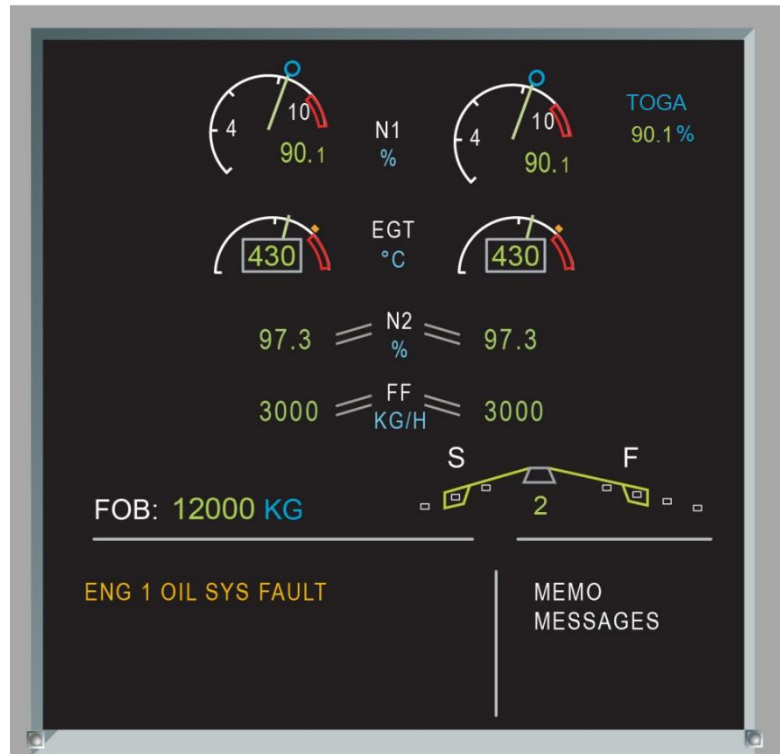 10
4
90.1
N1
%
10
4
90.1
TOGA
90.1%
430
EGT
°C
430
97.3
N2
%
97.3
3000
FF
KG/H
3000
S
F
2
FOB: 12000 KG
ENG 1 OIL SYS FAULT
MEMO
MESSAGES